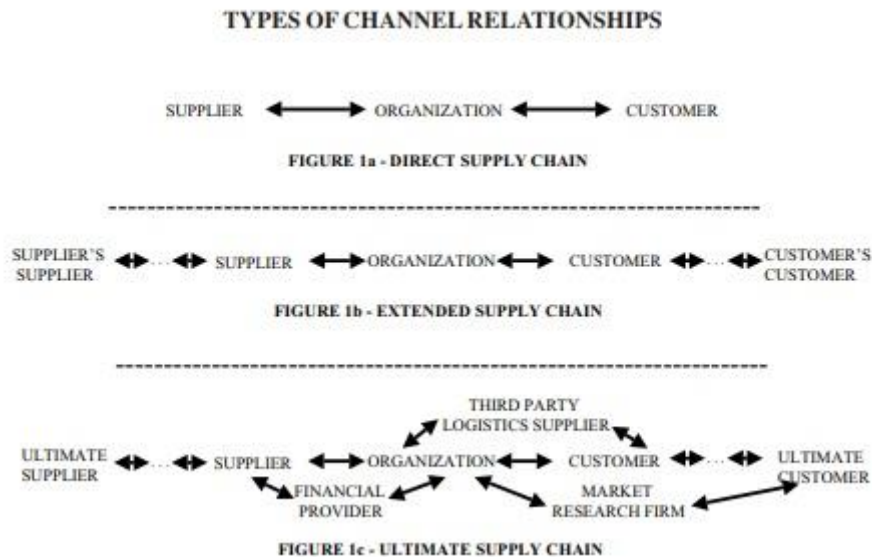 TYPES OF CHANNEL RELATIONSHIPS
SUPPLIER ORGANIZATION CUSTOMER
FIGURE 1a - DIRECT SUPPLY CHAIN
SUPPLIER'S
SUPPLIER
... SUPPLIER ORGANIZATION CUSTOMER ...
CUSTOMER'S
CUSTOMER
FIGURE 1b - EXTENDED SUPPLY CHAIN
THIRD PARTY
LOGISTICS SUPPLIER
ULTIMATE
SUPPLIER
... SUPPLIER ORGANIZATION CUSTOMER ...
ULTIMATE
CUSTOMER
FINANCIAL
PROVIDER
MARKET
RESEARCH FIRM
FIGURE 1c - ULTIMATE SUPPLY CHAIN